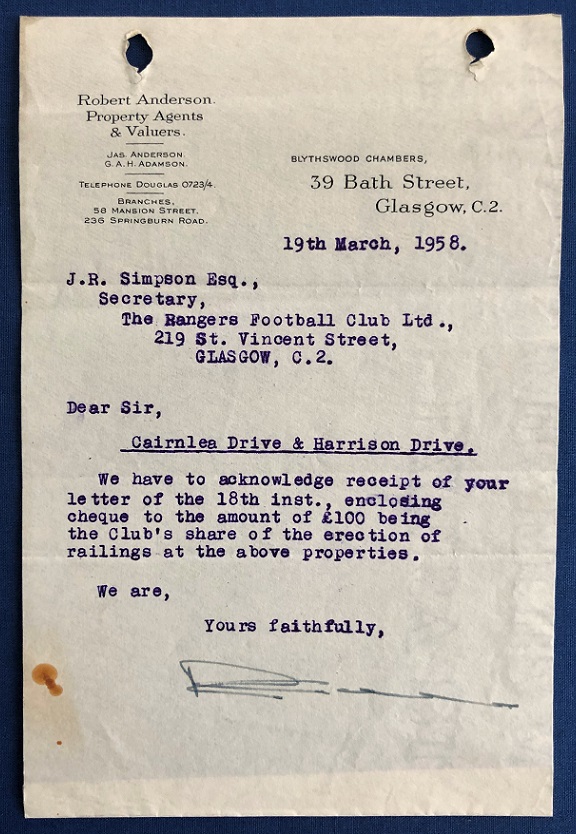 Robert Anderson.
Property Agents
& Valuers.
JAS. ANDERSON.
G.A.H. ADAMSON.
TELEPHONE DOUGLAS 0723/4.
BRANCHES,
58 MANSION STREET,
236 SPRINGBURN ROAD.
BLYTHSWOOD CHAMBERS,
39 Bath Street,
Glasgow, C.2.
19th March, 1958.
J.R. Simpson Esq.,
Secretary,
The Rangers Football Club Ltd.,
219 St. Vincent Street,
GLASGOW, C.2.
Dear Sir,
Cairnlea Drive & Harrison Drive.
We have to acknowledge receipt of your
letter of the 18th inst., enclosing
cheque to the amount of £100 being
the Club's share of the erection of
railings at the above properties.
We are,
Yours faithfully,